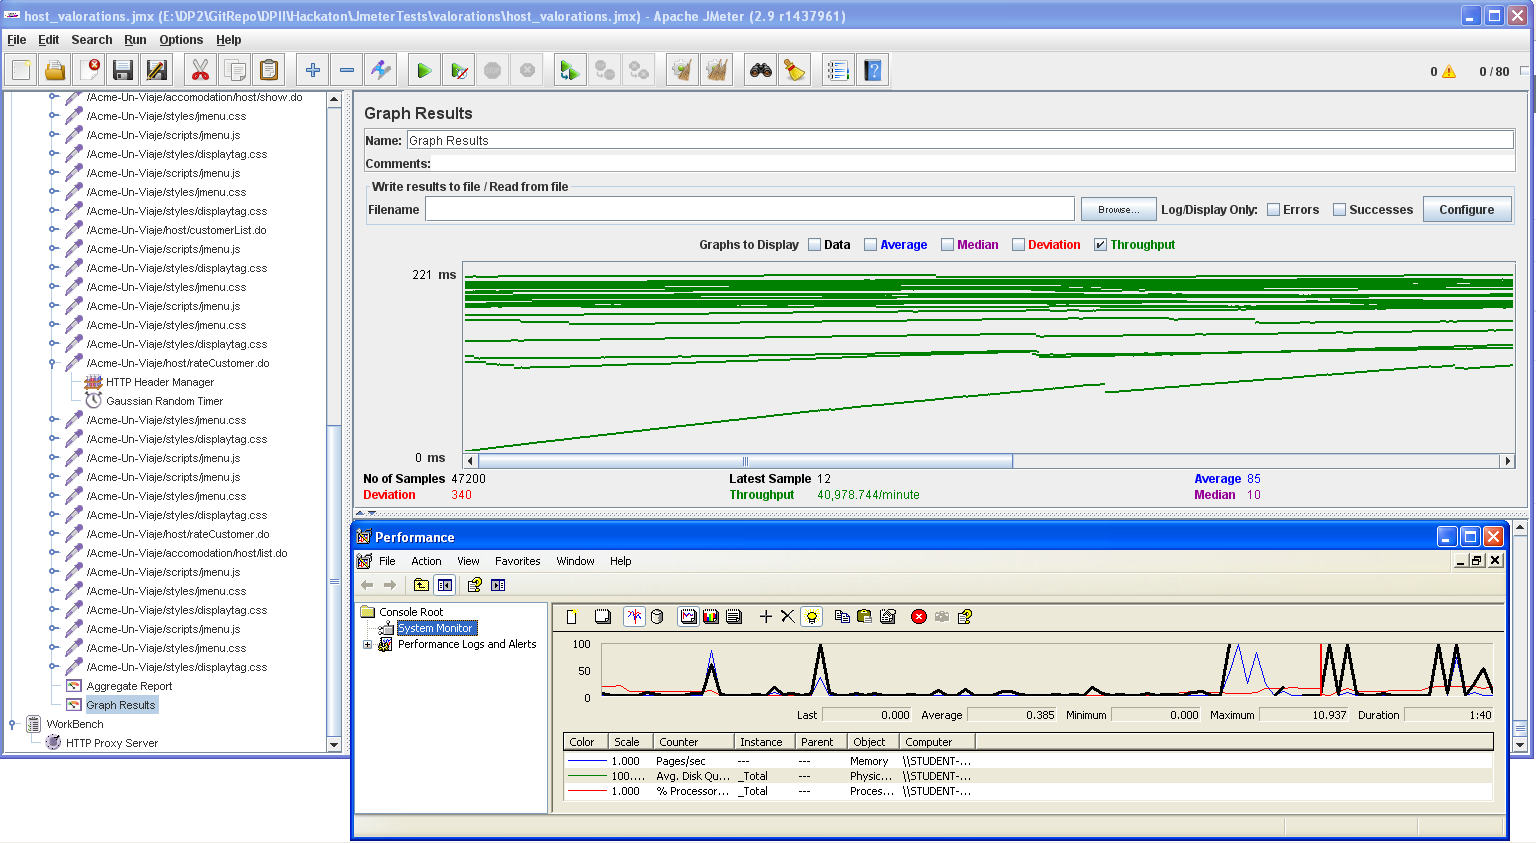 host_valorations.jmx (E:\DP2\GitRepo\DPII\Hackaton\JmeterTests\valorations\host_valorations.jmx) - Apache JMeter (2.9 r1437961)
File Edit Search Run Options Help
0 0 / 80
/Acme-Un-Viaje/accomodation/host/show.do
/Acme-Un-Viaje/styles/jmenu.css
/Acme-Un-Viaje/scripts/jmenu.js
/Acme-Un-Viaje/styles/displaytag.css
/Acme-Un-Viaje/scripts/jmenu.js
/Acme-Un-Viaje/styles/jmenu.css
/Acme-Un-Viaje/styles/displaytag.css
/Acme-Un-Viaje/host/customerList.do
/Acme-Un-Viaje/scripts/jmenu.js
/Acme-Un-Viaje/styles/displaytag.css
/Acme-Un-Viaje/styles/jmenu.css
/Acme-Un-Viaje/scripts/jmenu.js
/Acme-Un-Viaje/styles/jmenu.css
/Acme-Un-Viaje/styles/displaytag.css
/Acme-Un-Viaje/host/rateCustomer.do
HTTP Header Manager
Gaussian Random Timer
/Acme-Un-Viaje/styles/jmenu.css
/Acme-Un-Viaje/styles/displaytag.css
/Acme-Un-Viaje/scripts/jmenu.js
/Acme-Un-Viaje/scripts/jmenu.js
/Acme-Un-Viaje/styles/jmenu.css
/Acme-Un-Viaje/styles/displaytag.css
/Acme-Un-Viaje/host/rateCustomer.do
/Acme-Un-Viaje/accomodation/host/list.do
/Acme-Un-Viaje/scripts/jmenu.js
/Acme-Un-Viaje/styles/jmenu.css
/Acme-Un-Viaje/styles/displaytag.css
/Acme-Un-Viaje/scripts/jmenu.js
/Acme-Un-Viaje/styles/jmenu.css
/Acme-Un-Viaje/styles/displaytag.css
Aggregate Report
Graph Results
WorkBench
HTTP Proxy Server
Graph Results
Name: Graph Results
Comments:
Write results to file / Read from file
Filename Browse... Log/Display Only: Errors Successes Configure
Graphs to Display Data Average Median Deviation Throughput
221 ms
0 ms
No of Samples 47200 Latest Sample 12 Average 85
Deviation 340 Throughput 40,978.744/minute Median 10
Performance
File Action View Favorites Window Help
Console Root
System Monitor
Performance Logs and Alerts
100
50
0
Last 0.000 Average 0.385 Minimum 0.000 Maximum 10.937 Duration 1:40
Color Scale Counter Instance Parent Object Computer
1.000 Pages/sec --- --- Memory \\STUDENT-...
100.... Avg. Disk Qu... _Total --- Physic... \\STUDENT-...
1.000 % Processor... _Total --- Proces... \\STUDENT-...